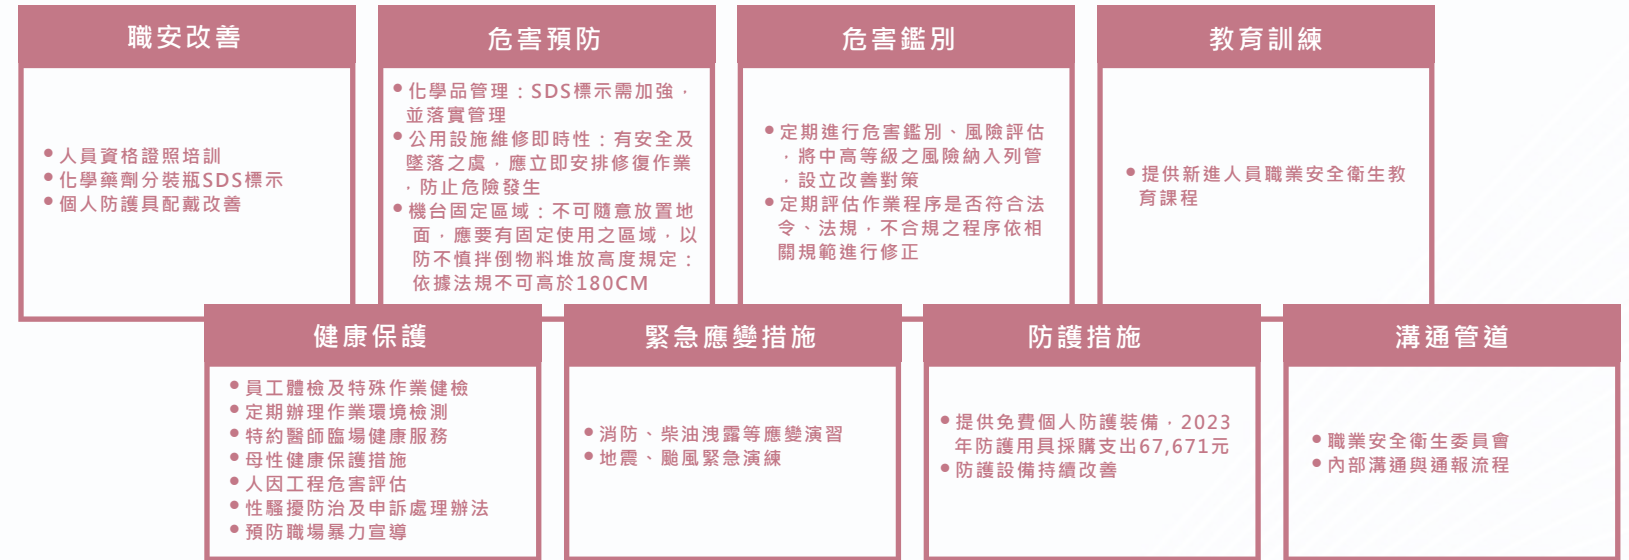 職安改善
人員資格證照培訓
化學藥劑分裝瓶SDS標示
個人防護具配戴改善
危害預防
化學品管理：SDS標示需加強，
並落實管理
公用設施維修即時性：有安全及
墜落之虞，應立即安排修復作業
，防止危險發生
機台固定區域：不可隨意放置地
面，應要有固定使用之區域，以
防不慎拌倒物料堆放高度規定：
依據法規不可高於180CM
危害鑑別
定期進行危害鑑別、風險評估
，將中高等級之風險納入列管
，設立改善對策
定期評估作業程序是否符合法
令、法規，不合規之程序依相
關規範進行修正
教育訓練
提供新進人員職業安全衛生教
育課程
健康保護
員工體檢及特殊作業健檢
定期辦理作業環境檢測
特約醫師臨場健康服務
母性健康保護措施
人因工程危害評估
性騷擾防治及申訴處理辦法
預防職場暴力宣導
緊急應變措施
消防、柴油洩露等應變演習
地震、颱風緊急演練
防護措施
提供免費個人防護裝備，2023
年防護用具採購支出67,671元
防護設備持續改善
溝通管道
職業安全衛生委員會
內部溝通與通報流程